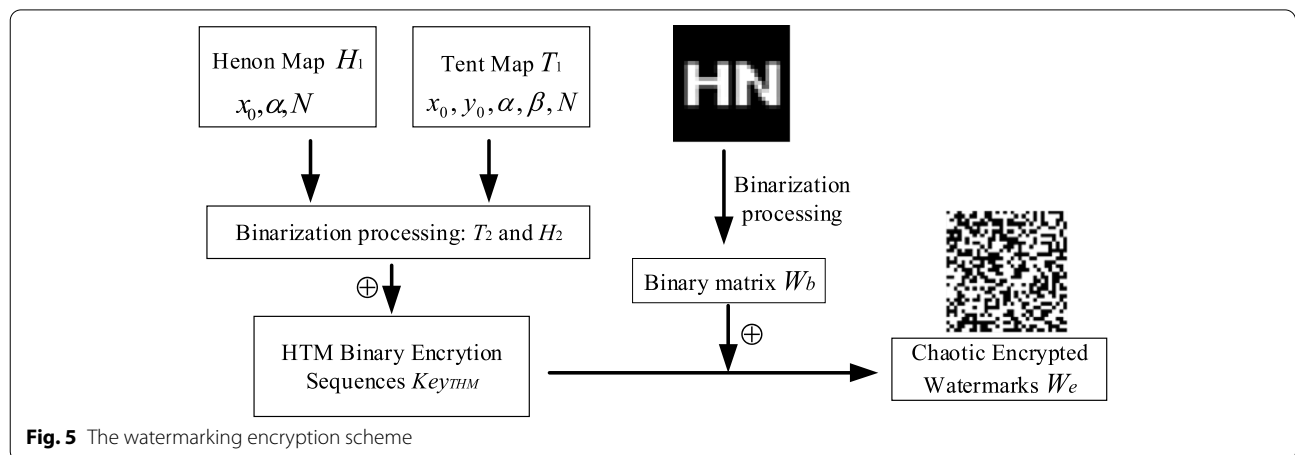 Henon Map H1
x0,α,N
Tent Map T1
x0, y0, α, β, N
HN
Binarization
processing
Binarization processing: T2 and H2
⊕
Binary matrix Wb
⊕
HTM Binary Encrytion
Sequences KeyTHM
Chaotic Encrypted
Watermarks We
Fig. 5 The watermarking encryption scheme